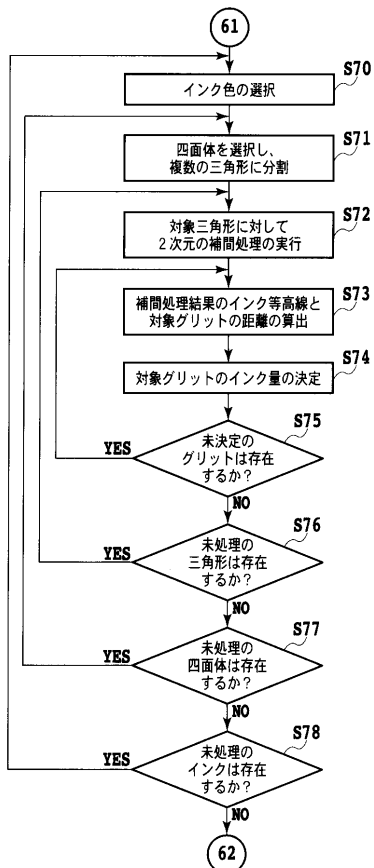 61
S70
インク色の選択
S71
四面体を選択し、
複数の三角形に分割
S72
対象三角形に対して
2次元の補間処理の実行
S73
補間処理結果のインク等高線と
対象グリットの距離の算出
S74
対象グリットのインク量の決定
S75
未決定の
グリットは存在
するか?
YES
NO
S76
未処理の
三角形は存在
するか?
YES
NO
S77
未処理の
四面体は存在
するか?
YES
NO
S78
未処理の
インクは存在
するか?
YES
NO
62